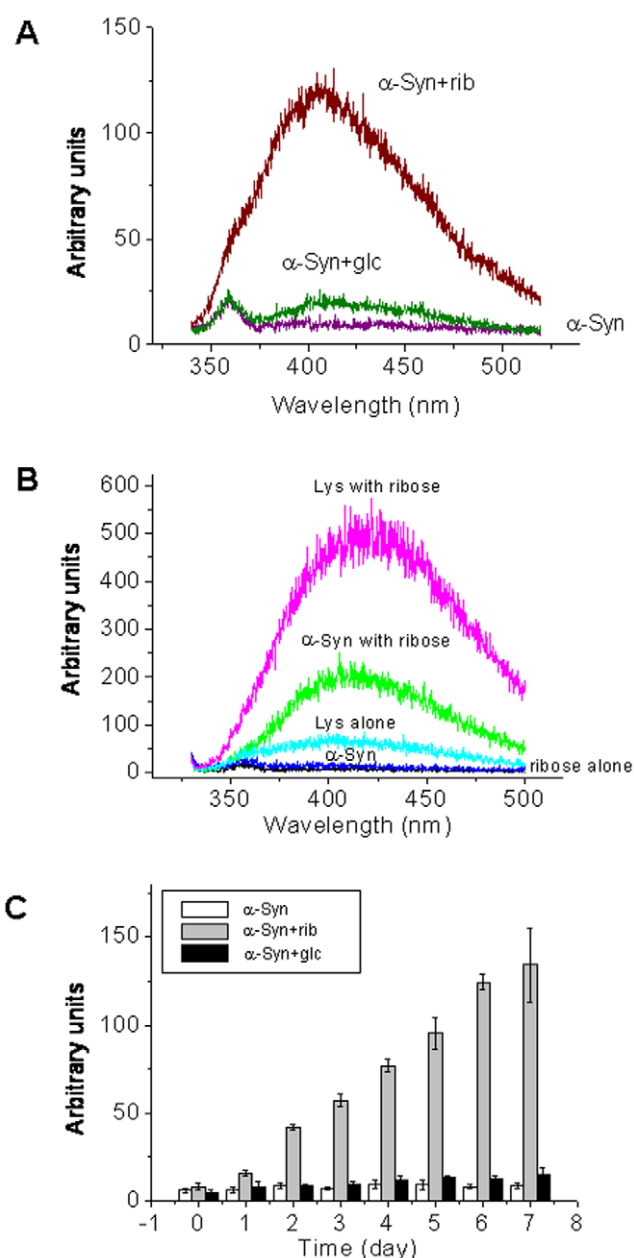 A
150
α-Syn+rib
100
Arbitrary units
50
α-Syn+glc
α-Syn
0
350 400 450 500
Wavelength (nm)
B
600
Lys with ribose
500
400
Arbitrary units
300
α-Syn with ribose
200
Lys alone
100
α-Syn
0
ribose alone
350 400 450 500
Wavelength (nm)
C
α-Syn
α-Syn+rib
α-Syn+glc
150
100
Arbitrary units
50
0
-1 0 1 2 3 4 5 6 7 8
Time (day)